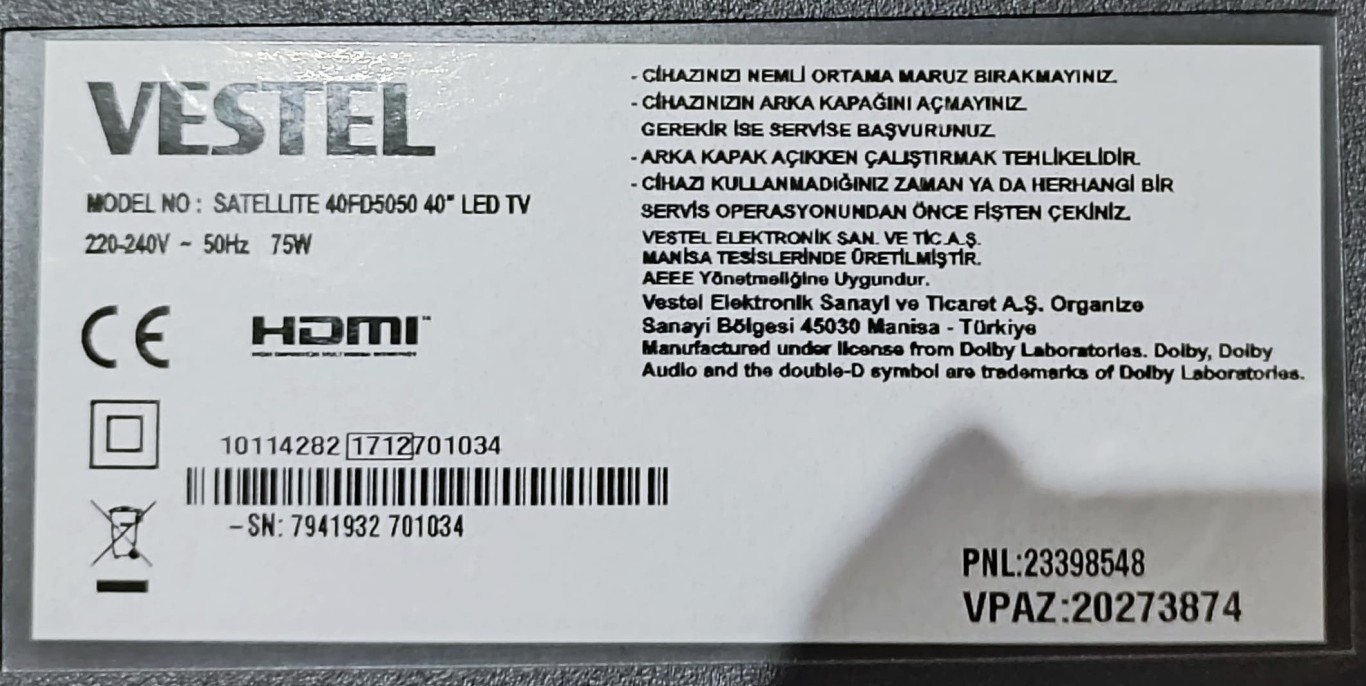 VESTEL
MODEL NO : SATELLITE 40FD5050 40" LED TV
220-240V ~ 50Hz 75W
CE HDMI™
10114282 1712701034
-SN: 7941932 701034
- CİHAZINIZI NEMLİ ORTAMA MARUZ BIRAKMAYINIZ.
- CİHAZINIZIN ARKA KAPAĞINI AÇMAYINIZ.
GEREKİR İSE SERVİSE BAŞVURUNUZ.
- ARKA KAPAK AÇIKKEN ÇALIŞTIRMAK TEHLİKELİDİR.
- CİHAZI KULLANMADIĞINIZ ZAMAN YA DA HERHANGİ BİR
SERVİS OPERASYONUNDAN ÖNCE FİŞTEN ÇEKİNİZ.
VESTEL ELEKTRONİK SAN. VE TİC A.Ş.
MANİSA TESİSLERİNDE ÜRETİLMİŞTİR.
AEEE Yönetmeliğine Uygundur.
Vestel Elektronik Sanayi ve Ticaret A.Ş. Organize
Sanayi Bölgesi 45030 Manisa - Türkiye
Manufactured under license from Dolby Laboratories. Dolby, Dolby
Audio and the double-D symbol are trademarks of Dolby Laboratories.
PNL:23398548
VPAZ:20273874